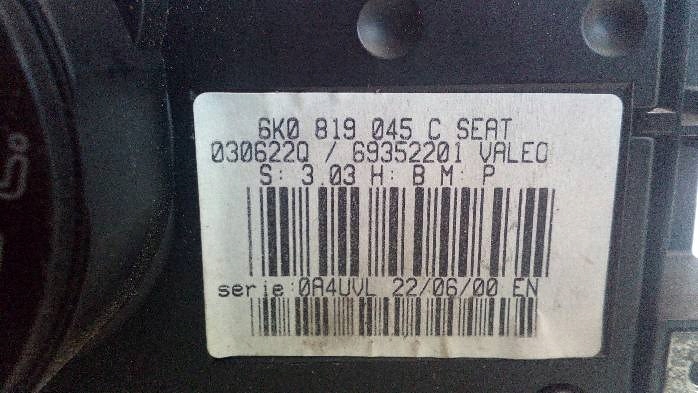 6K0 819 045 C SEAT
030622Q / 69352201 VALEO
S: 3.03 H: B M: P
serie:0A4UVL 22/06/00 EN